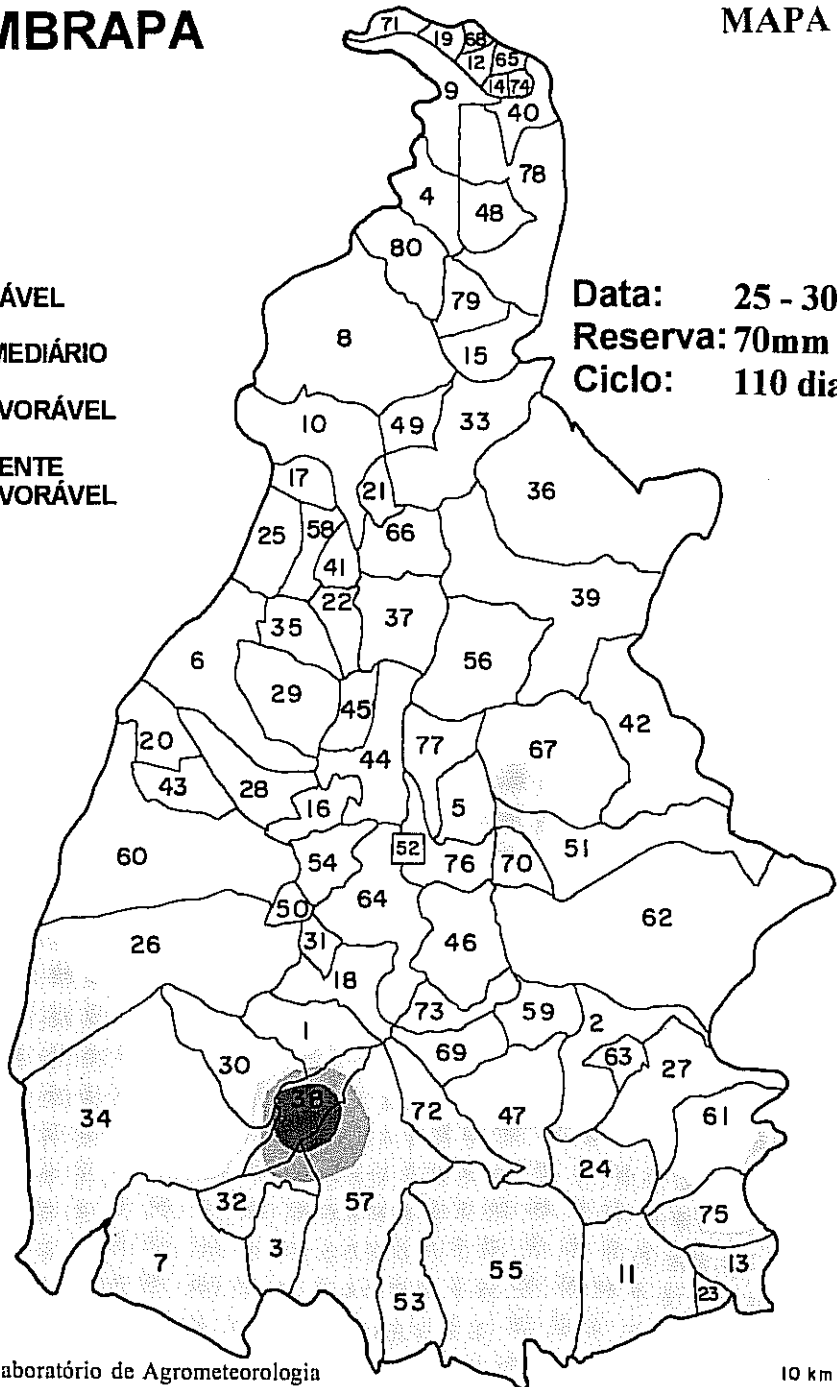 MBRAPA
MAPA
ÁVEL
MEDIÁRIO
VORÁVEL
ENTE
VORÁVEL
Data: 25 - 30
Reserva: 70mm
Ciclo: 110 dia
71 19 68
12 65
9 14 74
40
78
4 48
80
79
8 15
10 49 33
17 21 36
25 58 66
41
22 39
35 37
6 56
29 45 42
20 44 77 67
43 28 16 5
60 54 52 76 70 51
50 64 62
26 31 46
18
1 73 59 2
30 69 63 27
34 38 72 47 61
24
32 57 75
7 3 55 11 13
53 23
aboratório de Agrometeorologia
10 km